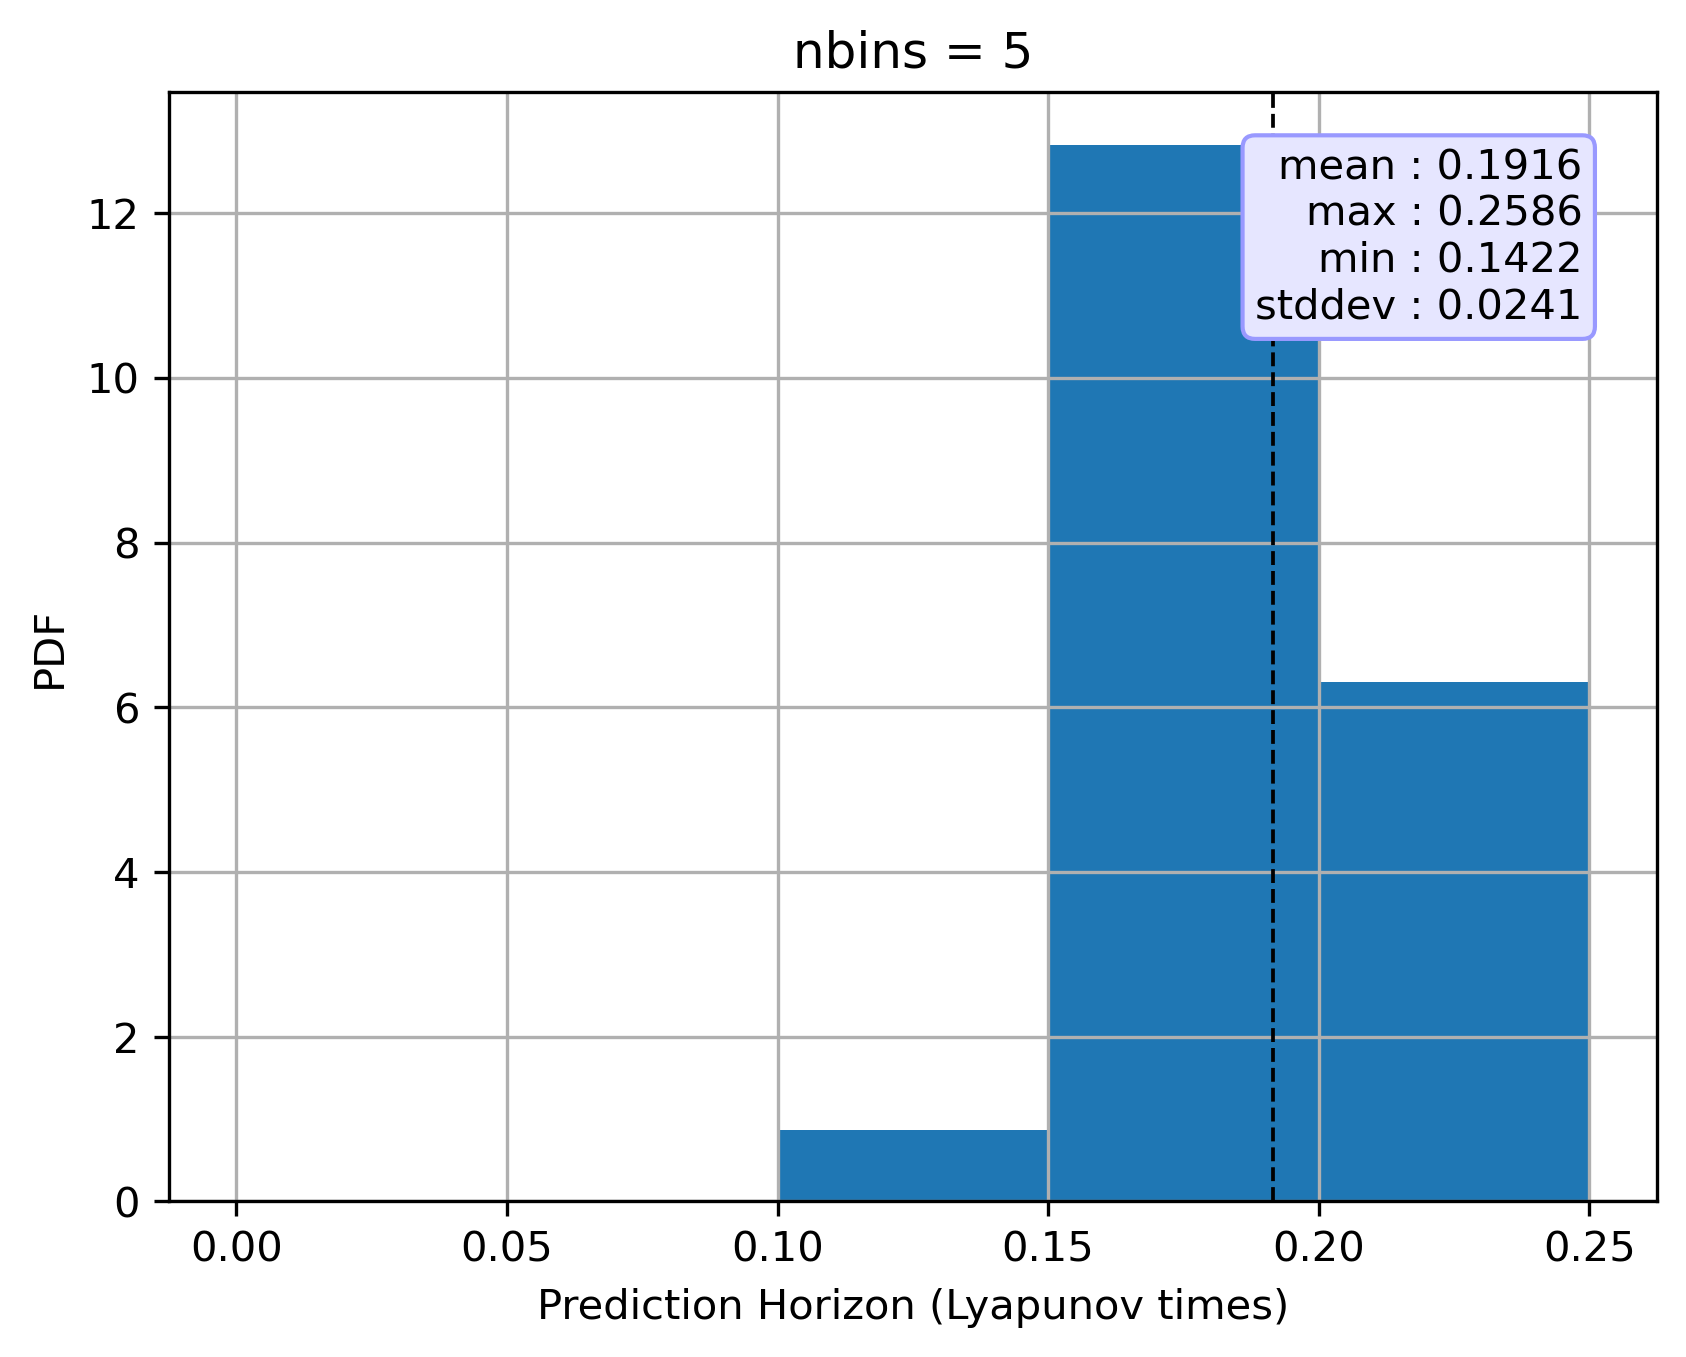 nbins = 5
mean : 0.1916
max : 0.2586
min : 0.1422
stddev : 0.0241
12
10
8
6
4
2
0
PDF
0.00 0.05 0.10 0.15 0.20 0.25
Prediction Horizon (Lyapunov times)